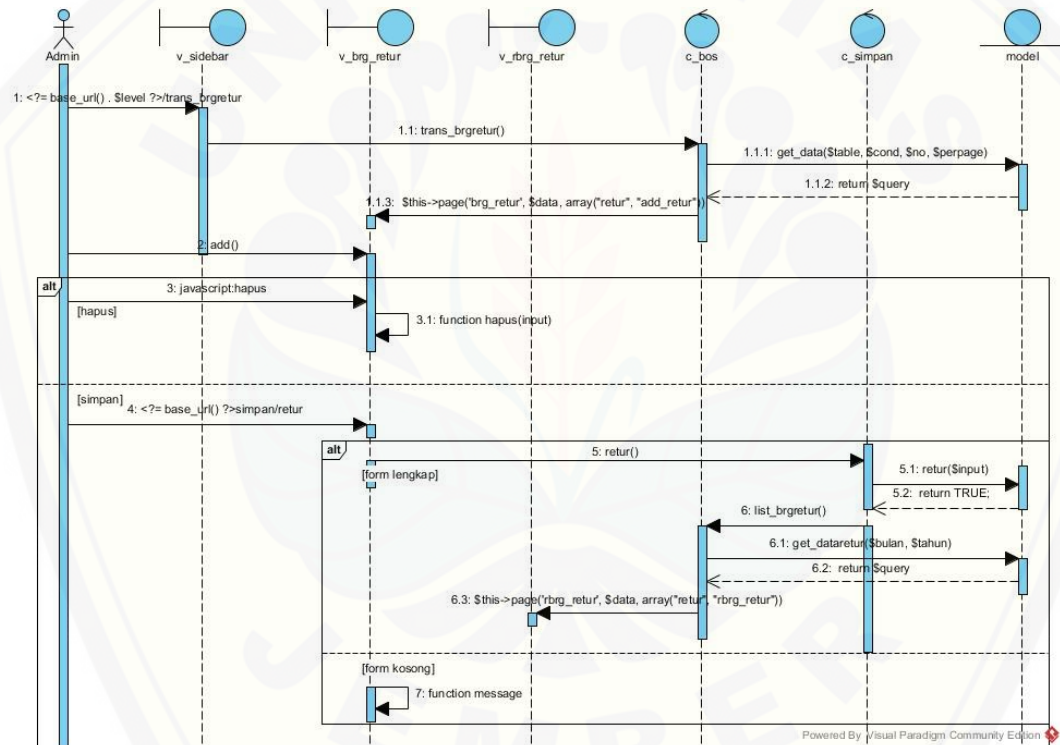 Admin
v_sidebar
v_brg_retur
v_rbrg_retur
c_bos
c_simpan
model
1: <?= base_url() . $level ?>/trans_brgretur
1.1: trans_brgretur()
1.1.1: get_data($table, $cond, $no, $perpage)
1.1.2: return $query
1.1.3: $this->page('brg_retur', $data, array("retur", "add_retur"))
2: add()
alt
3: javascript:hapus
[hapus]
3.1: function hapus(input)
[simpan]
4: <?= base_url() ?>simpan/retur
alt
5: retur()
[form lengkap]
5.1: retur($input)
5.2: return TRUE;
6: list_brgretur()
6.1: get_dataretur($bulan, $tahun)
6.2: return $query
6.3: $this->page('rbrg_retur', $data, array("retur", "rbrg_retur"))
[form kosong]
7: function message
Powered By Visual Paradigm Community Edition